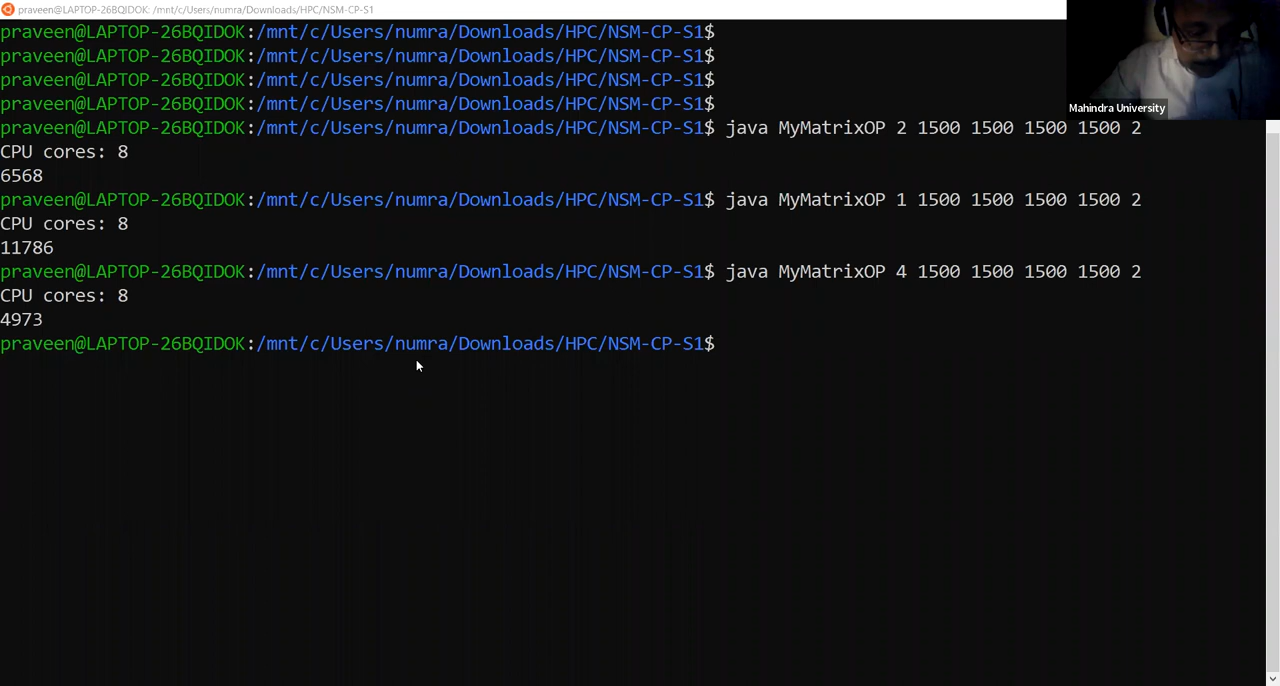 praveen@LAPTOP-26BQIDOK: /mnt/c/Users/numra/Downloads/HPC/NSM-CP-S1
praveen@LAPTOP-26BQIDOK:/mnt/c/Users/numra/Downloads/HPC/NSM-CP-S1$
praveen@LAPTOP-26BQIDOK:/mnt/c/Users/numra/Downloads/HPC/NSM-CP-S1$
praveen@LAPTOP-26BQIDOK:/mnt/c/Users/numra/Downloads/HPC/NSM-CP-S1$
praveen@LAPTOP-26BQIDOK:/mnt/c/Users/numra/Downloads/HPC/NSM-CP-S1$
Mahindra University
praveen@LAPTOP-26BQIDOK:/mnt/c/Users/numra/Downloads/HPC/NSM-CP-S1$ java MyMatrixOP 2 1500 1500 1500 1500 2
CPU cores: 8
6568
praveen@LAPTOP-26BQIDOK:/mnt/c/Users/numra/Downloads/HPC/NSM-CP-S1$ java MyMatrixOP 1 1500 1500 1500 1500 2
CPU cores: 8
11786
praveen@LAPTOP-26BQIDOK:/mnt/c/Users/numra/Downloads/HPC/NSM-CP-S1$ java MyMatrixOP 4 1500 1500 1500 1500 2
CPU cores: 8
4973
praveen@LAPTOP-26BQIDOK:/mnt/c/Users/numra/Downloads/HPC/NSM-CP-S1$